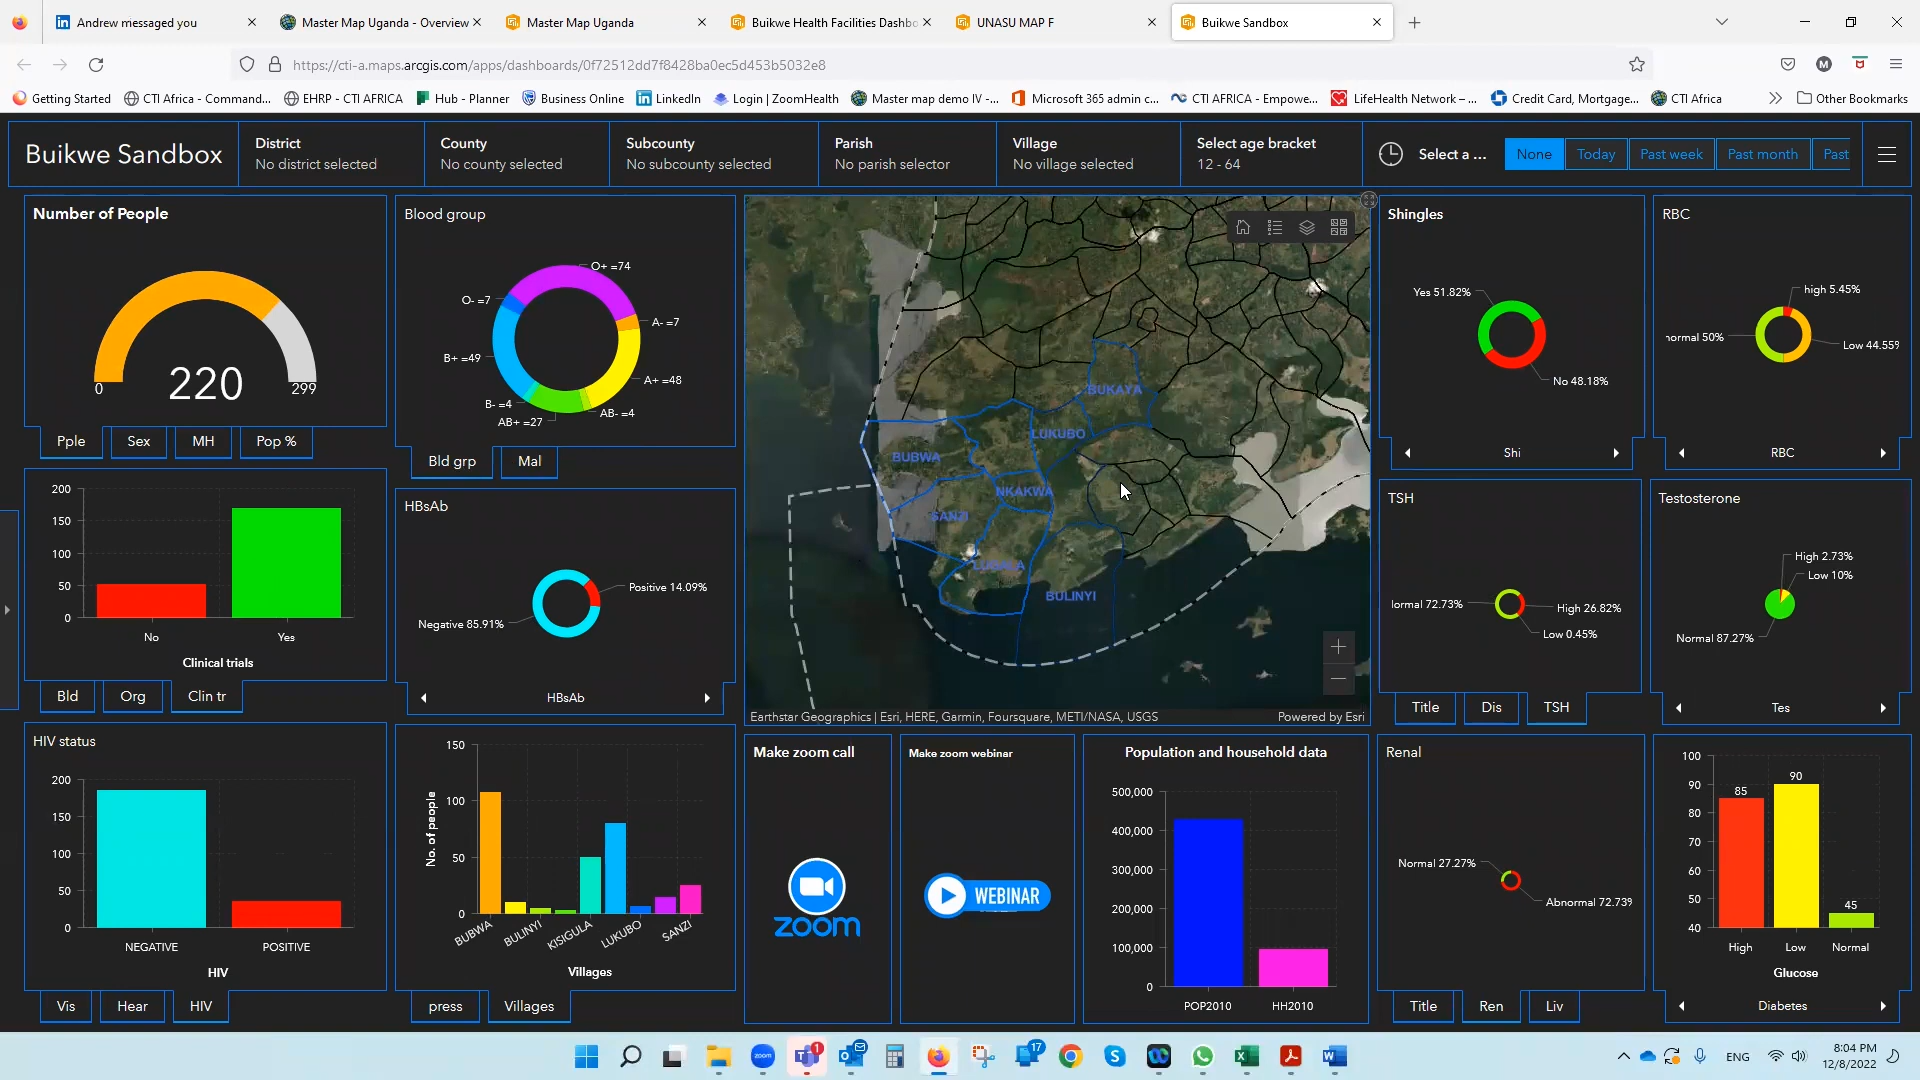 Andrew messaged you
Master Map Uganda - Overview
Master Map Uganda
Buikwe Health Facilities Dashbo
UNASU MAP F
Buikwe Sandbox
https://cti-a.maps.arcgis.com/apps/dashboards/0f72512dd7f8428ba0ec5d453b5032e8
Getting Started
CTI Africa - Command...
EHRP - CTI AFRICA
Hub - Planner
Business Online
LinkedIn
Login | ZoomHealth
Master map demo IV -...
Microsoft 365 admin c...
CTI AFRICA - Empowe...
LifeHealth Network – ...
Credit Card, Mortgage...
CTI Africa
Other Bookmarks
Buikwe Sandbox
District
No district selected
County
No county selected
Subcounty
No subcounty selected
Parish
No parish selector
Village
No village selected
Select age bracket
12 - 64
Select a ...
None
Today
Past week
Past month
Past
Number of People
220
0
299
Pple
Sex
MH
Pop %
Blood group
O+ =74
O- =7
A- =7
B+ =49
A+ =48
B- =4
AB- =4
AB+ =27
Bld grp
Mal
BUKAYA
LUKUBO
BUBWA
NKAKWA
SANZI
BULINYI
Earthstar Geographics | Esri, HERE, Garmin, Foursquare, METI/NASA, USGS
Powered by Esri
Shingles
Yes 51.82%
No 48.18%
Shi
RBC
high 5.45%
normal 50%
Low 44.55%
RBC
200
150
100
50
0
No
Yes
Clinical trials
Bld
Org
Clin tr
HBsAb
Positive 14.09%
Negative 85.91%
HBsAb
TSH
lormal 72.73%
High 26.82%
Low 0.45%
Title
Dis
TSH
Testosterone
High 2.73%
Low 10%
Normal 87.27%
Tes
HIV status
200
150
100
50
0
NEGATIVE
POSITIVE
HIV
Vis
Hear
HIV
No. of people
150
100
50
0
BUBWA
BULINYI
KISIGULA
LUKUBO
SANZI
Villages
press
Villages
Make zoom call
zoom
Make zoom webinar
WEBINAR
Population and household data
500,000
400,000
300,000
200,000
100,000
0
POP2010
HH2010
Renal
Normal 27.27%
Abnormal 72.73%
Title
Ren
Liv
100
90
80
70
60
50
40
85
90
45
High
Low
Normal
Glucose
Diabetes
zoom
1
17
ENG
8:04 PM
12/8/2022